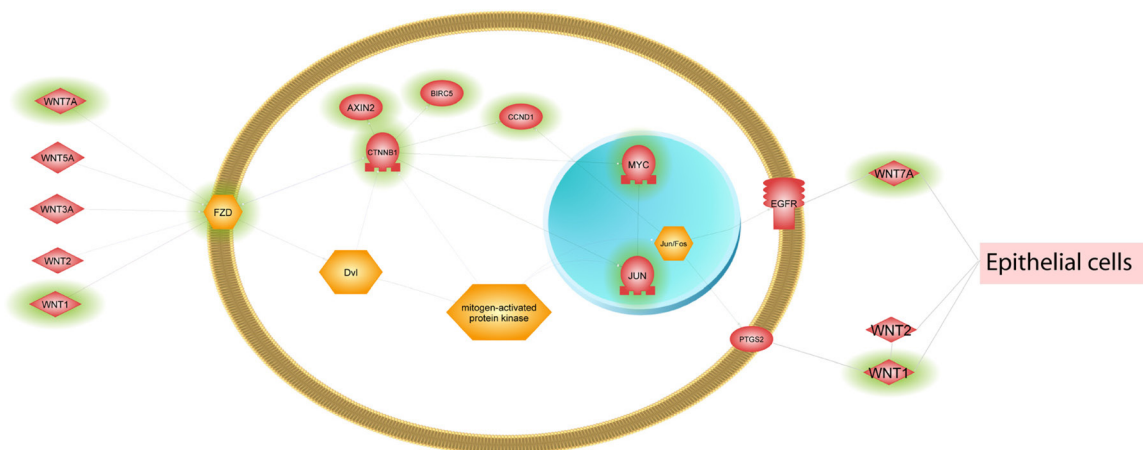 WNT7A
WNT5A
WNT3A
WNT2
WNT1
FZD
AXIN2
BIRC5
CCND1
CTNNB1
Dvl
mitogen-activated
protein kinase
MYC
Jun/Fos
JUN
EGFR
PTGS2
WNT7A
WNT2
WNT1
Epithelial cells